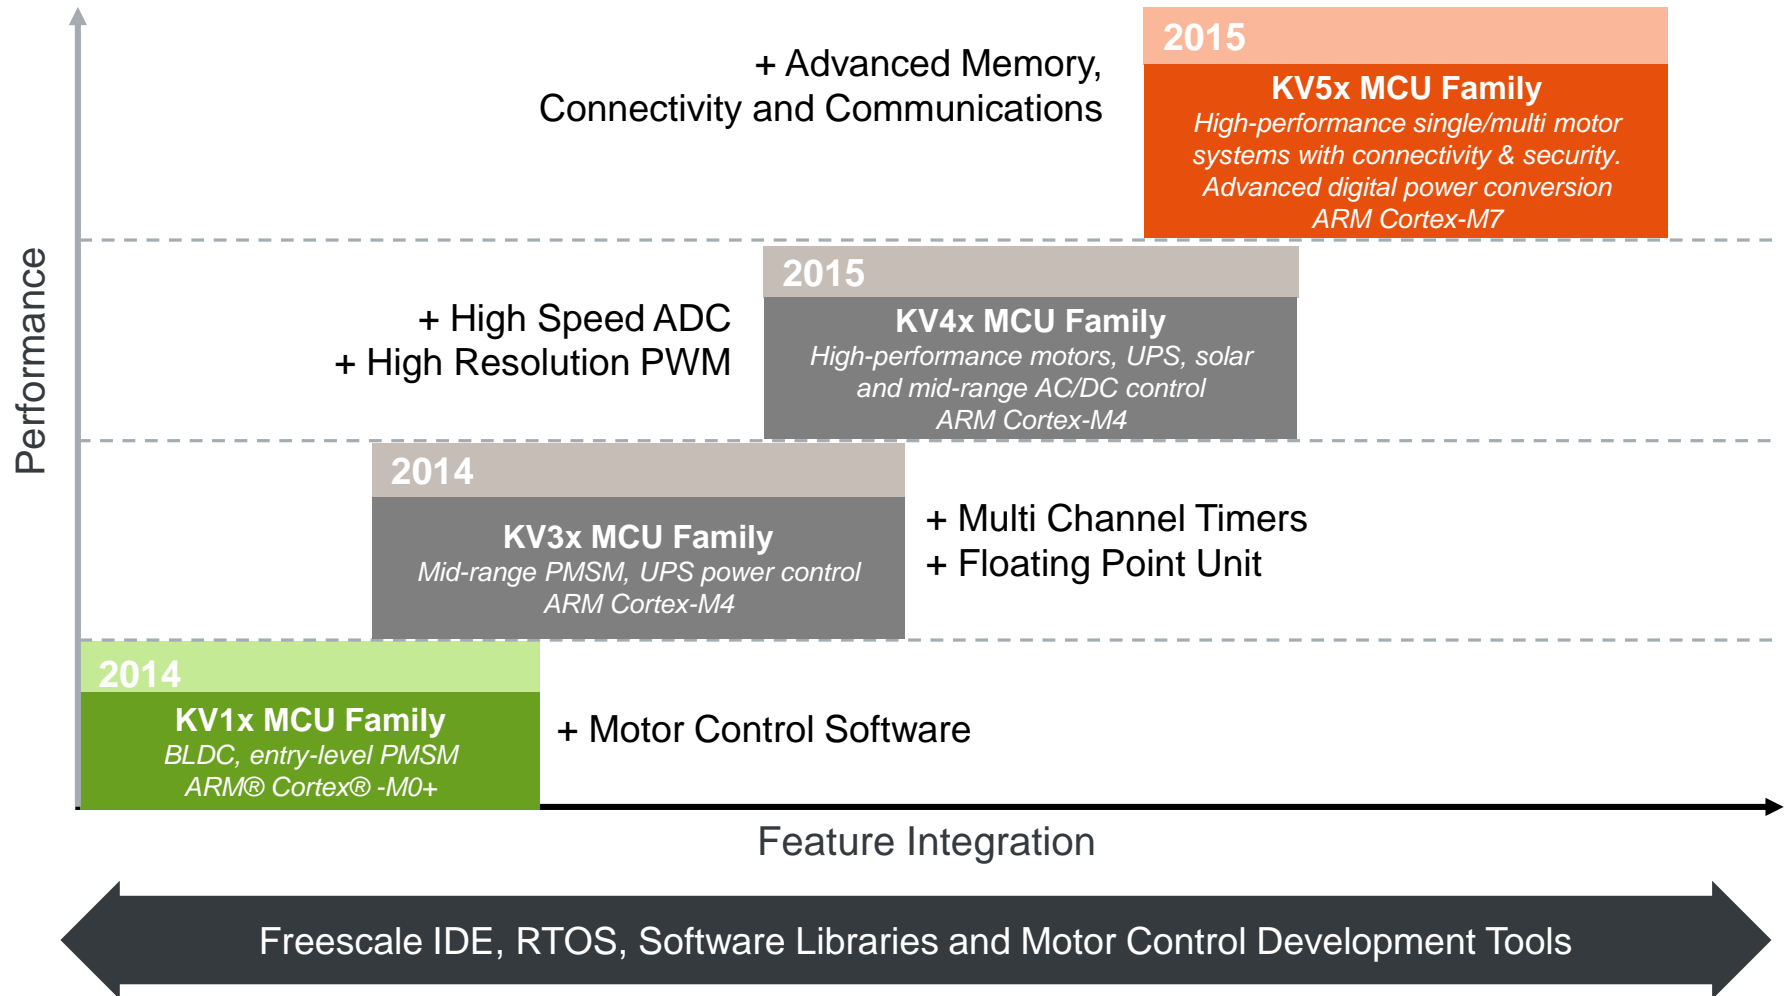 2015
+ Advanced Memory,
Connectivity and Communications
KV5x MCU Family
High-performance single/multi motor
systems with connectivity & security.
Advanced digital power conversion
ARM Cortex-M7
2015
+ High Speed ADC
+ High Resolution PWM
KV4x MCU Family
High-performance motors, UPS, solar
and mid-range AC/DC control
ARM Cortex-M4
Performance
2014
KV3x MCU Family
Mid-range PMSM, UPS power control
ARM Cortex-M4
+ Multi Channel Timers
+ Floating Point Unit
2014
KV1x MCU Family
BLDC, entry-level PMSM
ARM® Cortex® -M0+
+ Motor Control Software
Feature Integration
Freescale IDE, RTOS, Software Libraries and Motor Control Development Tools